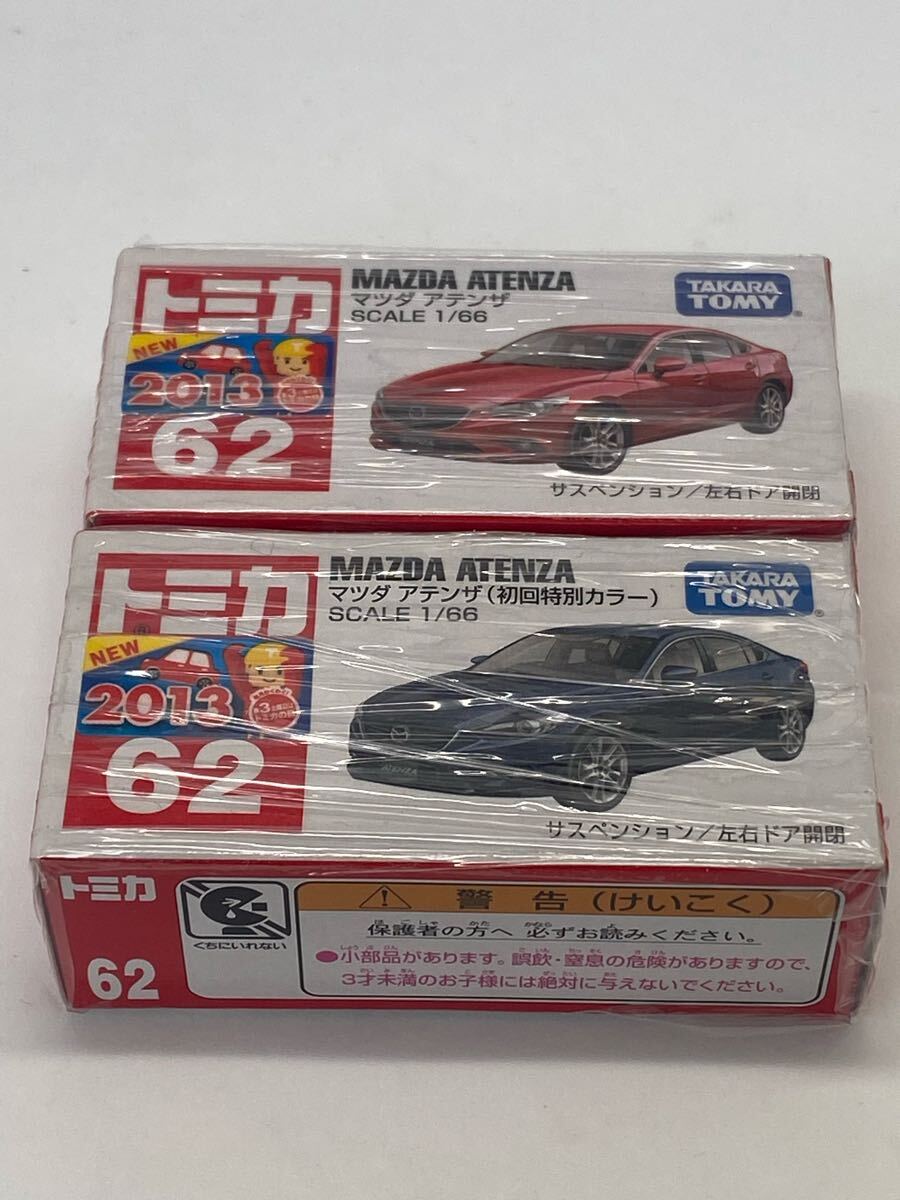 トミカ
NEW
2013
62
MAZDA ATENZA
マツダ アテンザ
SCALE 1/66
TAKARA
TOMY
サスペンション/左右ドア開閉
トミカ
NEW
2013
62
MAZDA ATENZA
マツダ アテンザ(初回特別カラー)
SCALE 1/66
TAKARA
TOMY
ATENZA
サスペンション/左右ドア開閉
トミカ
62
くちにいれない
警告(けいこく)
保護者の方へ 必ずお読みください。
●小部品があります。誤飲・窒息の危険がありますので、
3才未満のお子様には絶対に与えないでください。